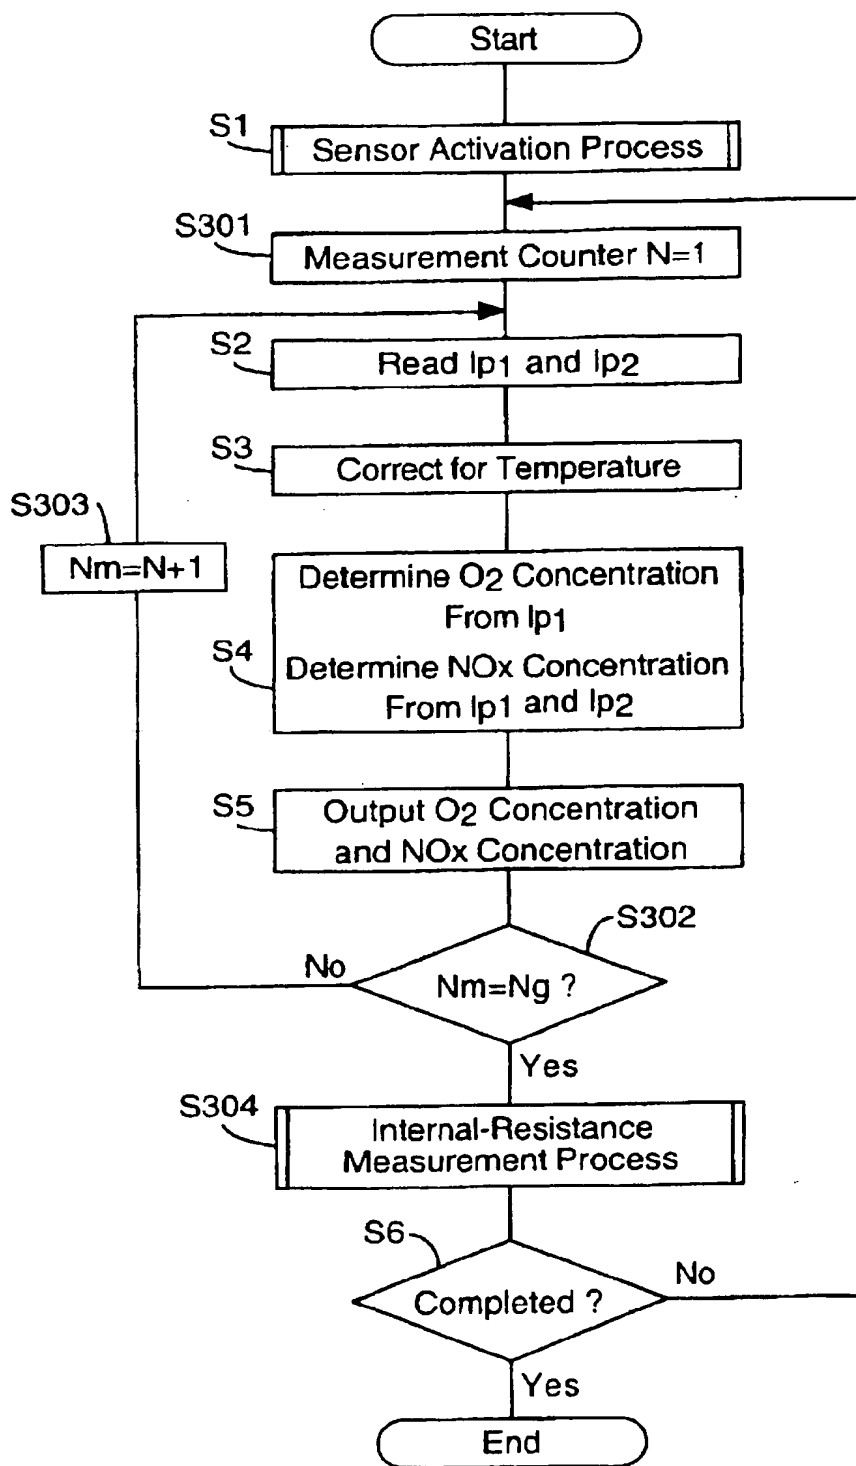 Start
S1
Sensor Activation Process
S301
Measurement Counter N=1
S2
Read Ip1 and Ip2
S3
Correct for Temperature
S303
Nm=N+1
S4
Determine O2 Concentration
From Ip1
Determine NOx Concentration
From Ip1 and Ip2
S5
Output O2 Concentration
and NOx Concentration
S302
No
Nm=Ng ?
Yes
S304
Internal-Resistance
Measurement Process
S6
No
Completed ?
Yes
End